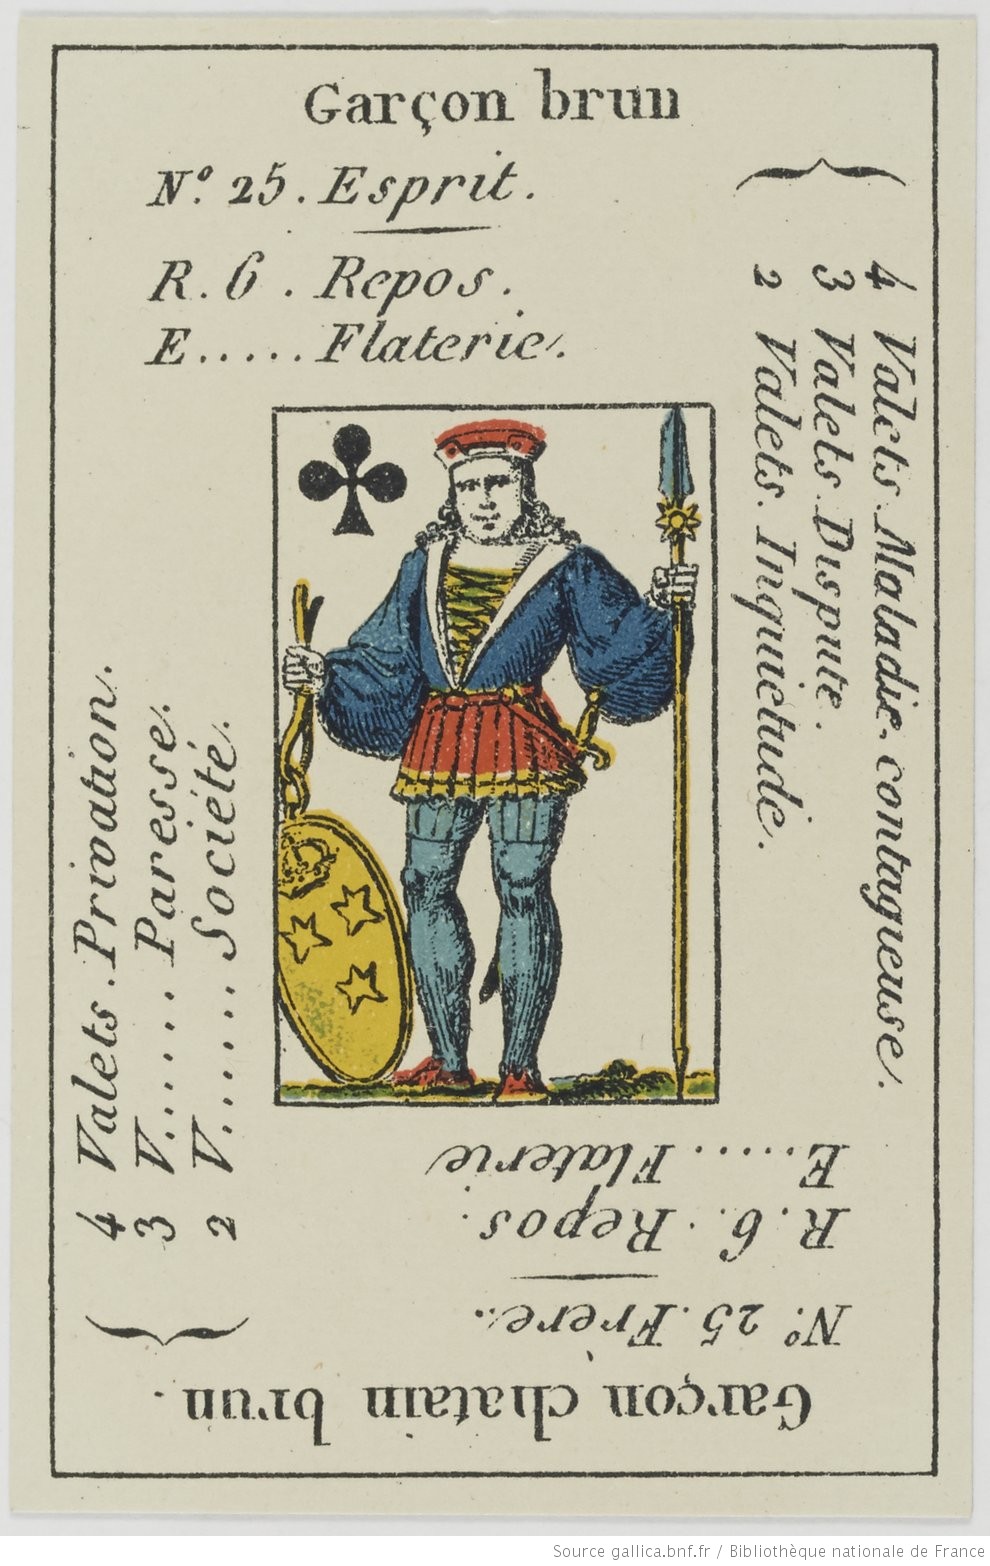 Garçon brun
N.º 25. Esprit.
R. 6. Repos.
E..... Flaterie.
4 Valets. Maladie contagueuse.
3 Valets. Dispute.
2 Valets. Inquietude.
4 Valets. Privation.
3 V...... Paresse.
2 V...... Société.
Garçon chatain brun.
N.º 25. Frere.
R. 6. Repos.
E..... Flaterie
Source gallica.bnf.fr / Bibliothèque nationale de France